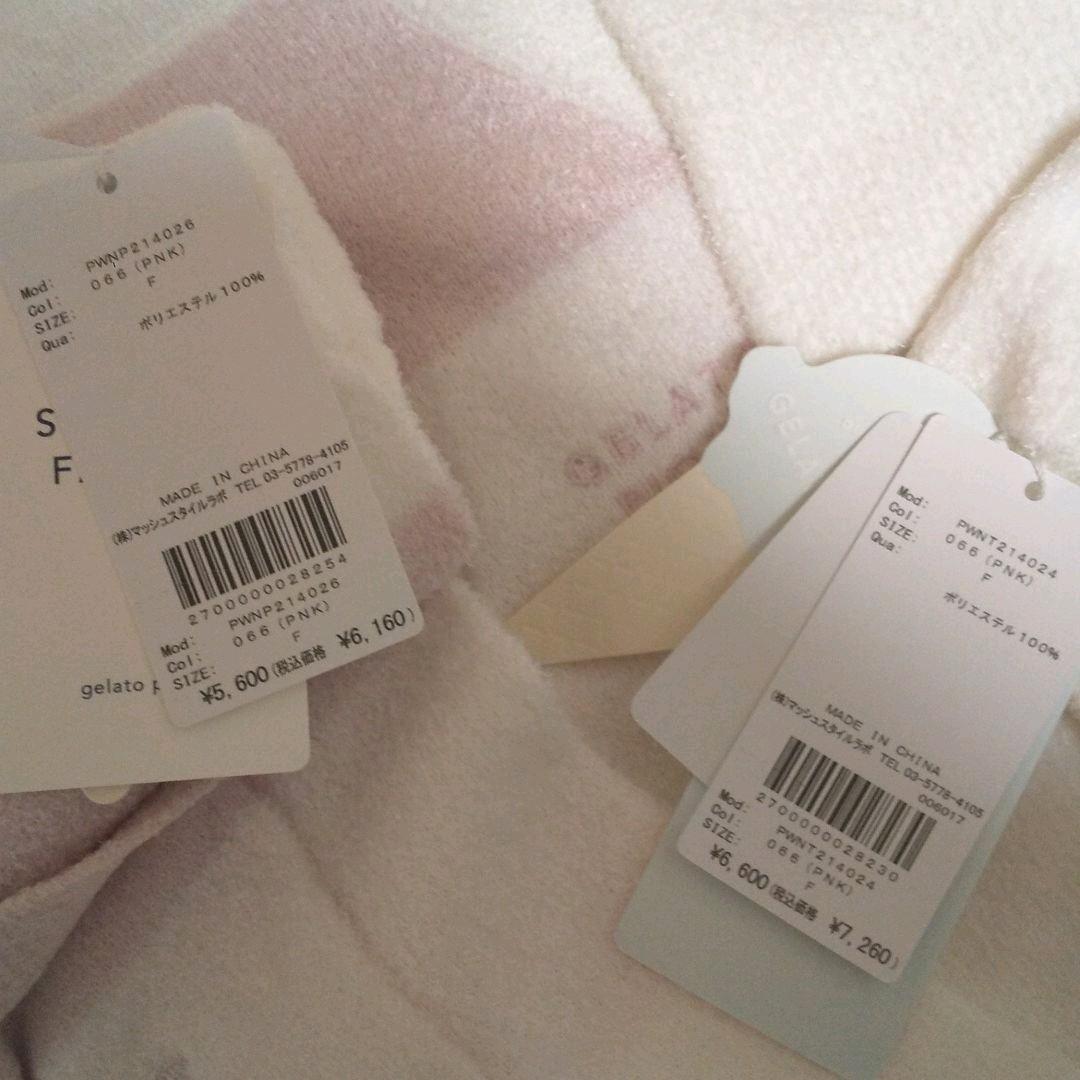 Mod: PWNP214026
Col: 066 (PNK)
SIZE: F
Qua: ポリエステル100%
MADE IN CHINA
(株)マッシュスタイルラボ TEL 03-5778-4105
006017
2700000028254
Mod: PWNP214026
Col: 066 (PNK)
SIZE: F
¥5,600(税込価格 ¥6,160)
S
F
gelato
GELA
GELA
Mod: PWNT214024
Col: 066 (PNK)
SIZE: F
Qua: ポリエステル100%
MADE IN CHINA
(株)マッシュスタイルラボ TEL 03-5778-4105
006017
2700000028230
Mod: PWNT214024
Col: 066 (PNK)
SIZE: F
¥6,600(税込価格 ¥7,260)